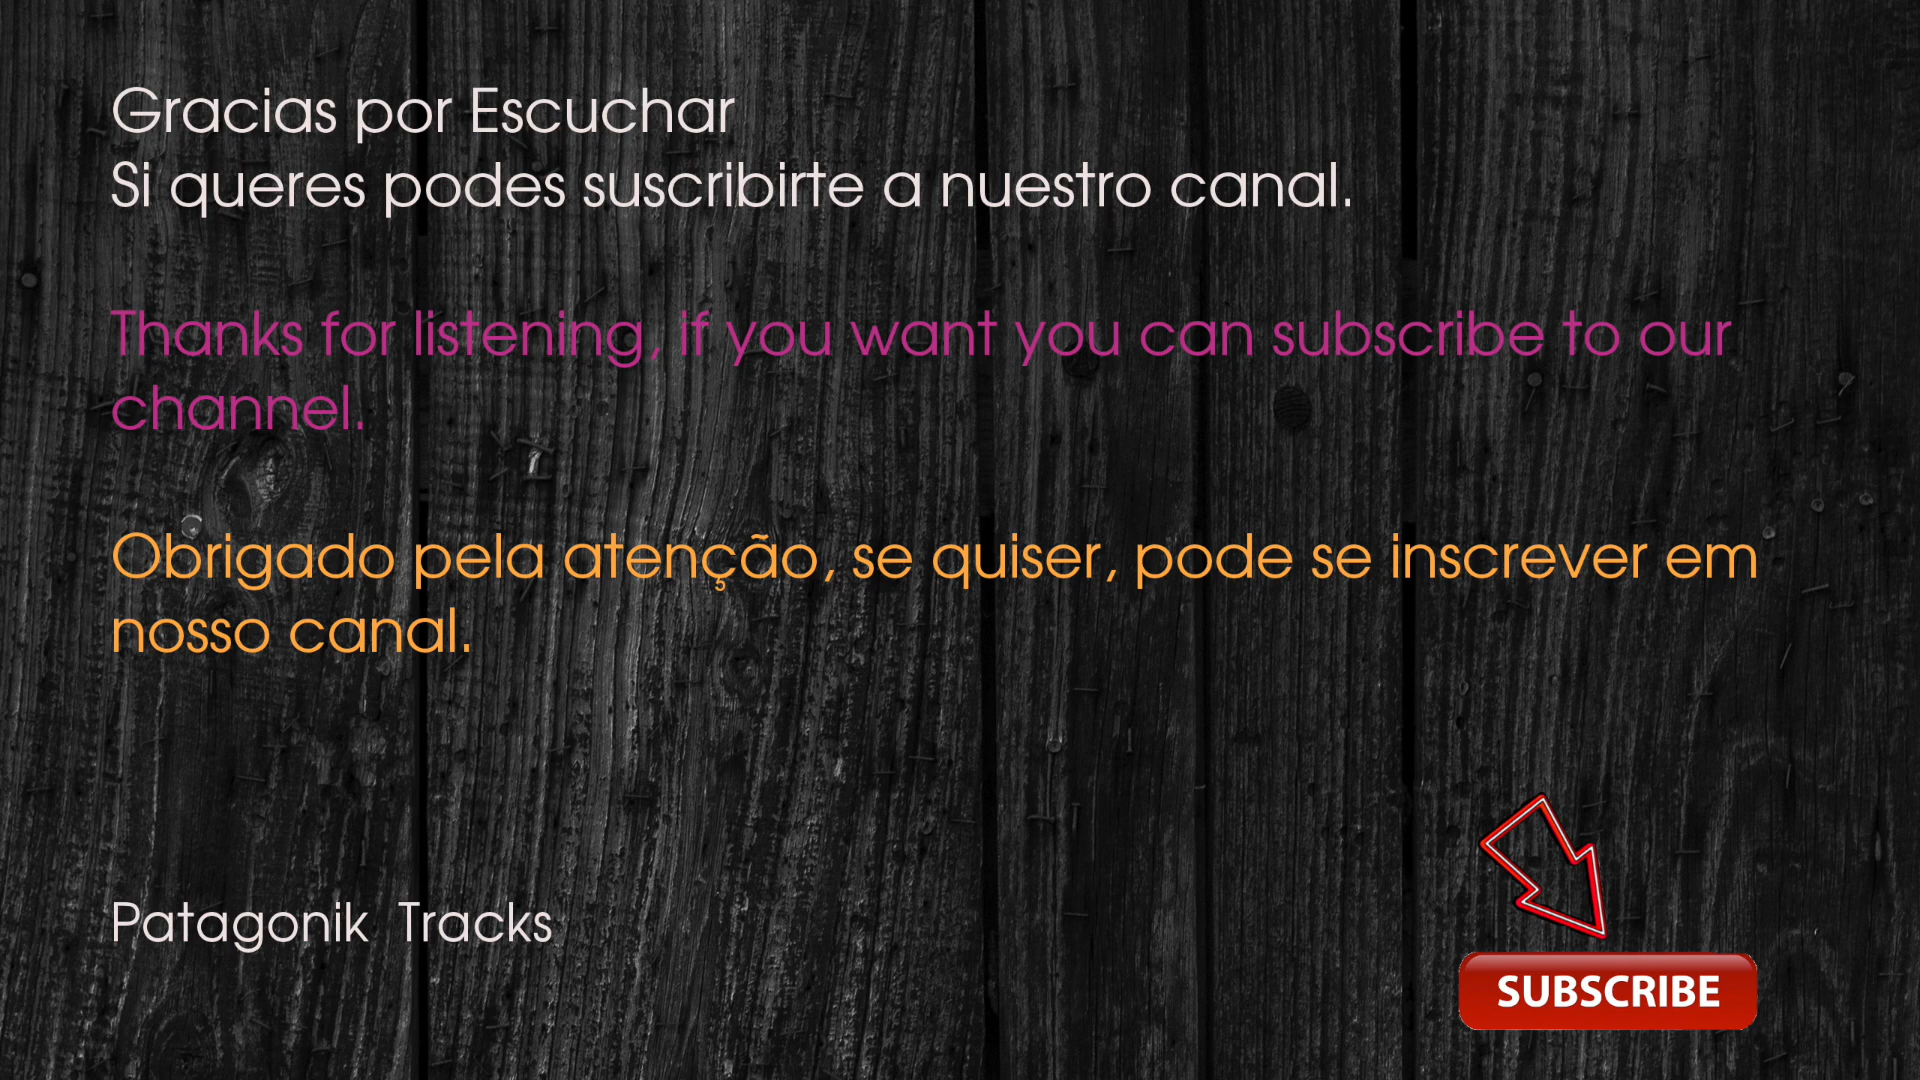 Gracias por Escuchar
Si queres podes suscribirte a nuestro canal.
Thanks for listening, if you want you can subscribe to our
channel.
Obrigado pela atenção, se quiser, pode se inscrever em
nosso canal.
Patagonik Tracks
SUBSCRIBE